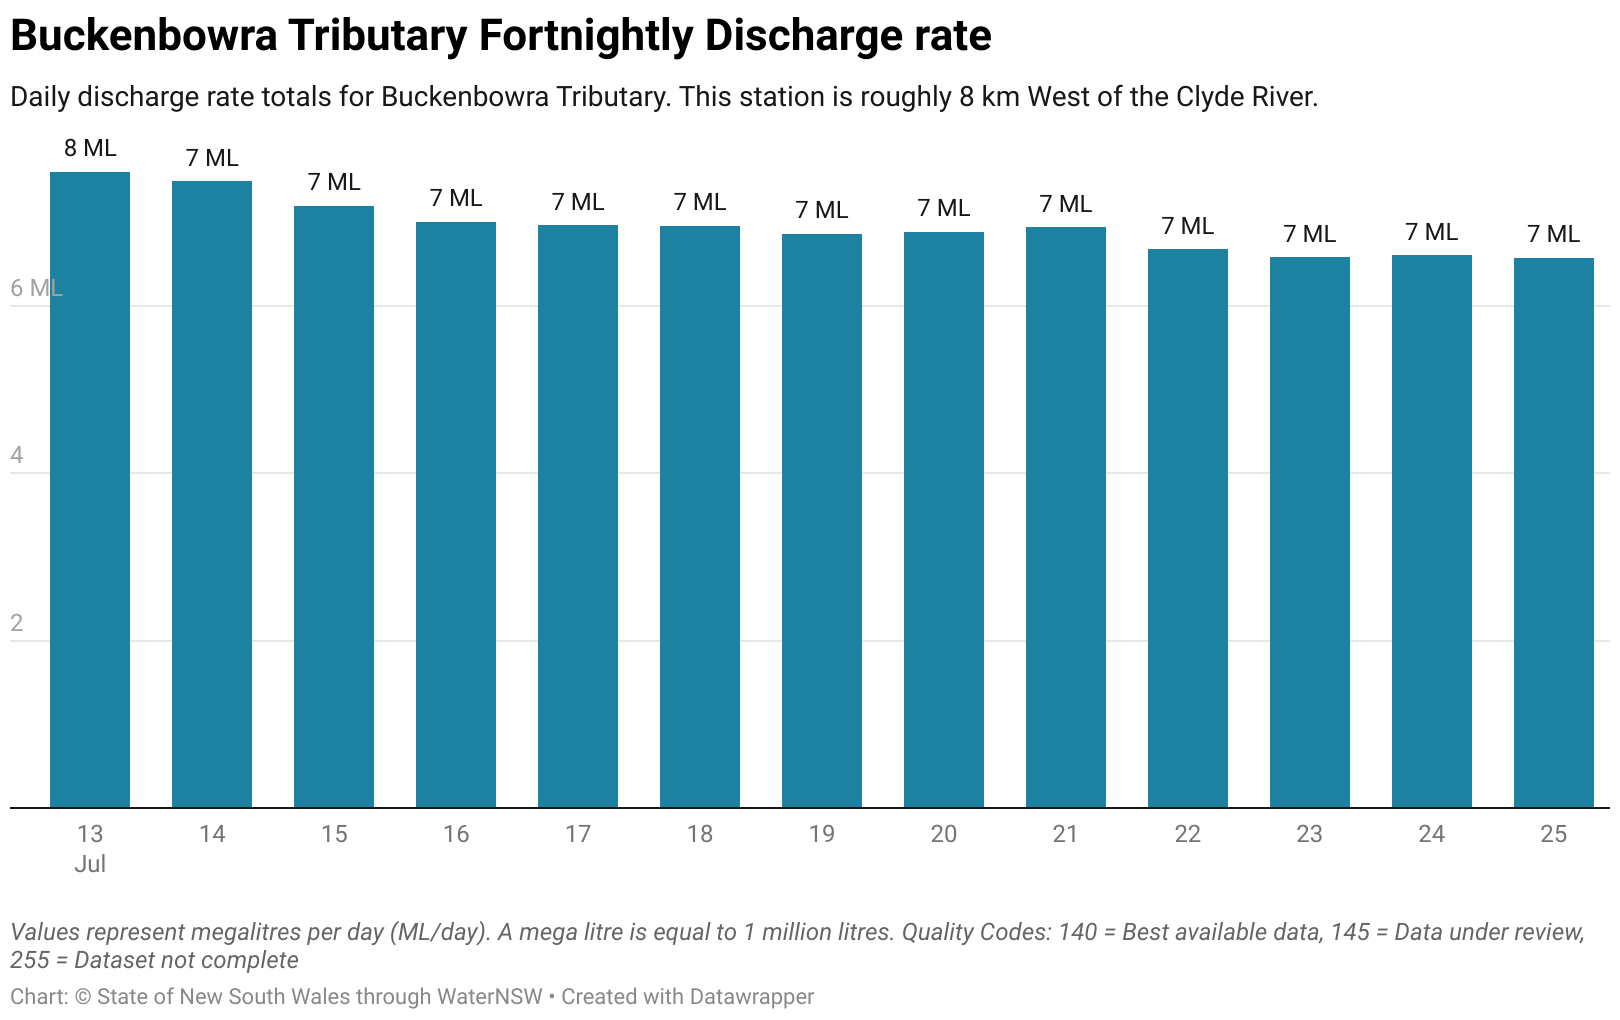 Buckenbowra Tributary Fortnightly Discharge rate
Daily discharge rate totals for Buckenbowra Tributary. This station is roughly 8 km West of the Clyde River.
8 ML
7 ML
7 ML
7 ML
7 ML
7 ML
7 ML
7 ML
7 ML
7 ML
7 ML
7 ML
7 ML
6 ML
4
2
13 14 15 16 17 18 19 20 21 22 23 24 25
Jul
Values represent megalitres per day (ML/day). A mega litre is equal to 1 million litres. Quality Codes: 140 = Best available data, 145 = Data under review,
255 = Dataset not complete
Chart: © State of New South Wales through WaterNSW • Created with Datawrapper